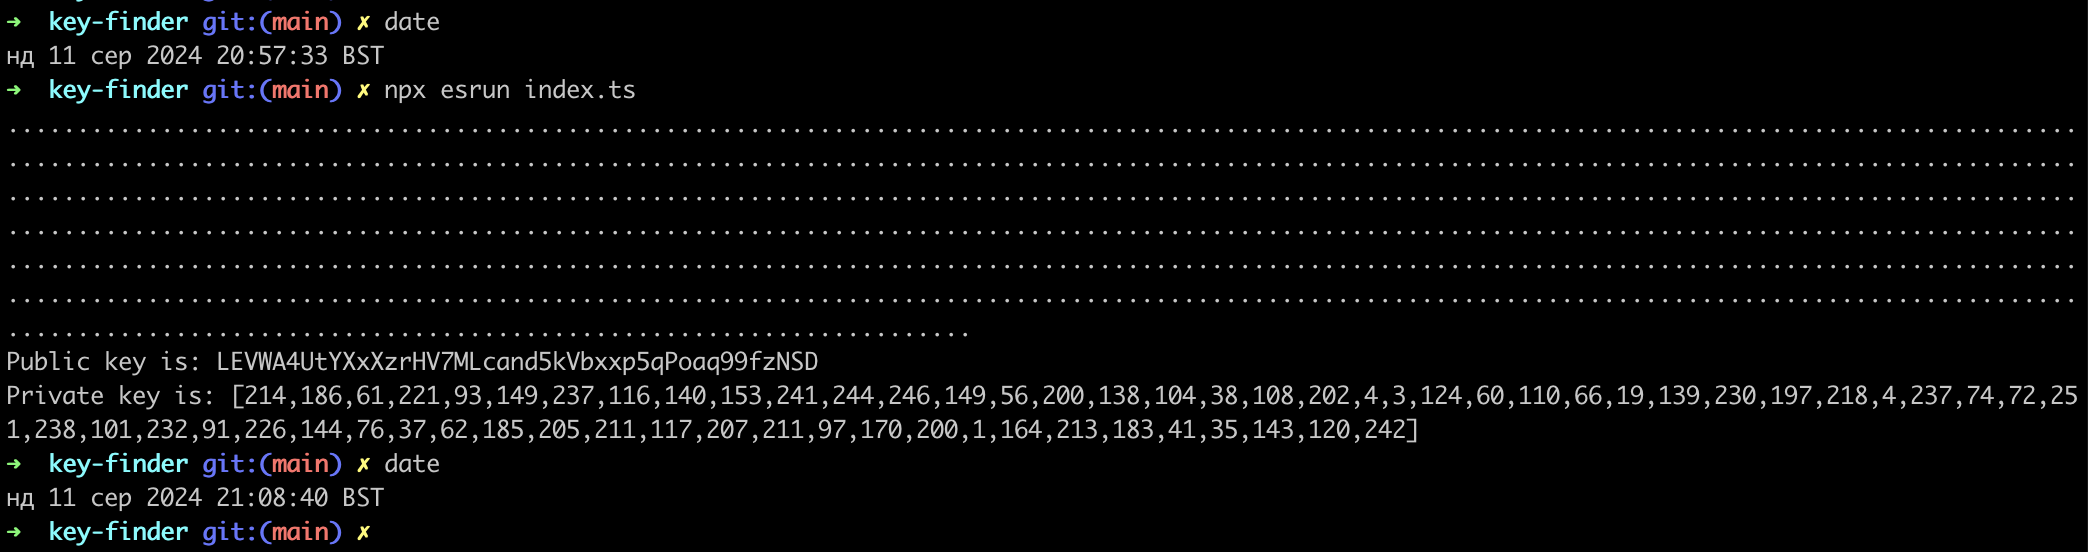 ➜  key-finder git:(main) ✗ date
нд 11 сер 2024 20:57:33 BST
➜  key-finder git:(main) ✗ npx esrun index.ts
....................................................................................................................................................
....................................................................................................................................................
....................................................................................................................................................
....................................................................................................................................................
....................................................................................................................................................
....................................................................................................................................................
.....................................................................
Public key is: LEVWA4UtYXxXzrHV7MLcand5kVbxxp5qPoaq99fzNSD
Private key is: [214,186,61,221,93,149,237,116,140,153,241,244,246,149,56,200,138,104,38,108,202,4,3,124,60,110,66,19,139,230,197,218,4,237,74,72,25
1,238,101,232,91,226,144,76,37,62,185,205,211,117,207,211,97,170,200,1,164,213,183,41,35,143,120,242]
➜  key-finder git:(main) ✗ date
нд 11 сер 2024 21:08:40 BST
➜  key-finder git:(main) ✗